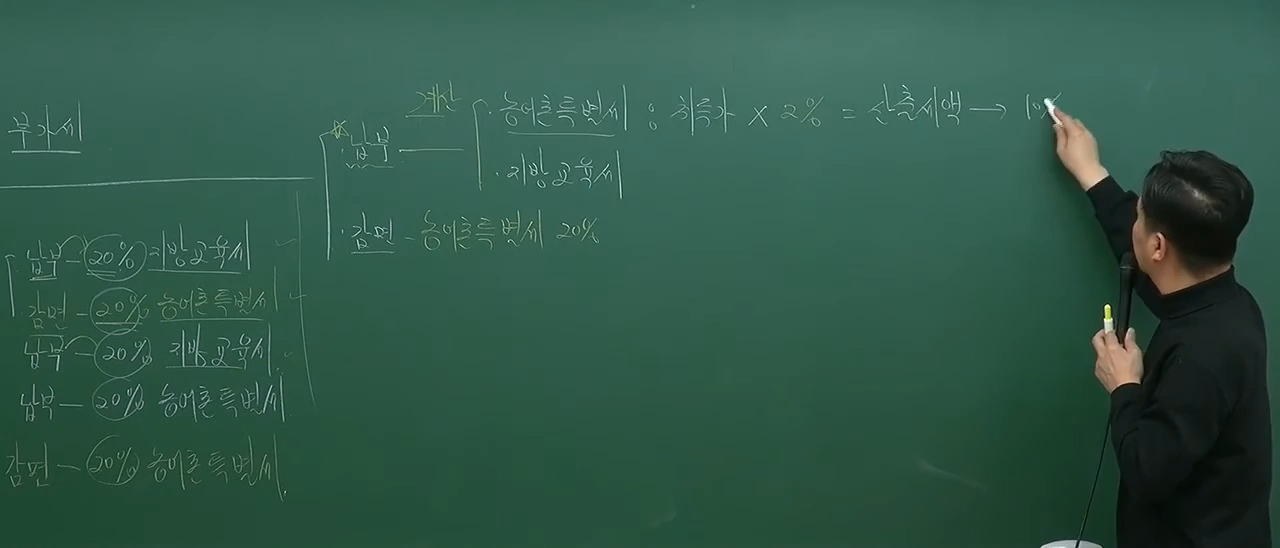 부가세
납부 — 20% 지방교육세
감면 — 20% 농어촌특별세
납부 — 20% 지방교육세
납부 — 20% 농어촌특별세
감면 — 20% 농어촌특별세.
계산
☆ · 납부 — · 농어촌특별세 : 취득가 × 2% = 산출세액 → 10%
· 지방교육세
· 감면 – 농어촌특별세 20%